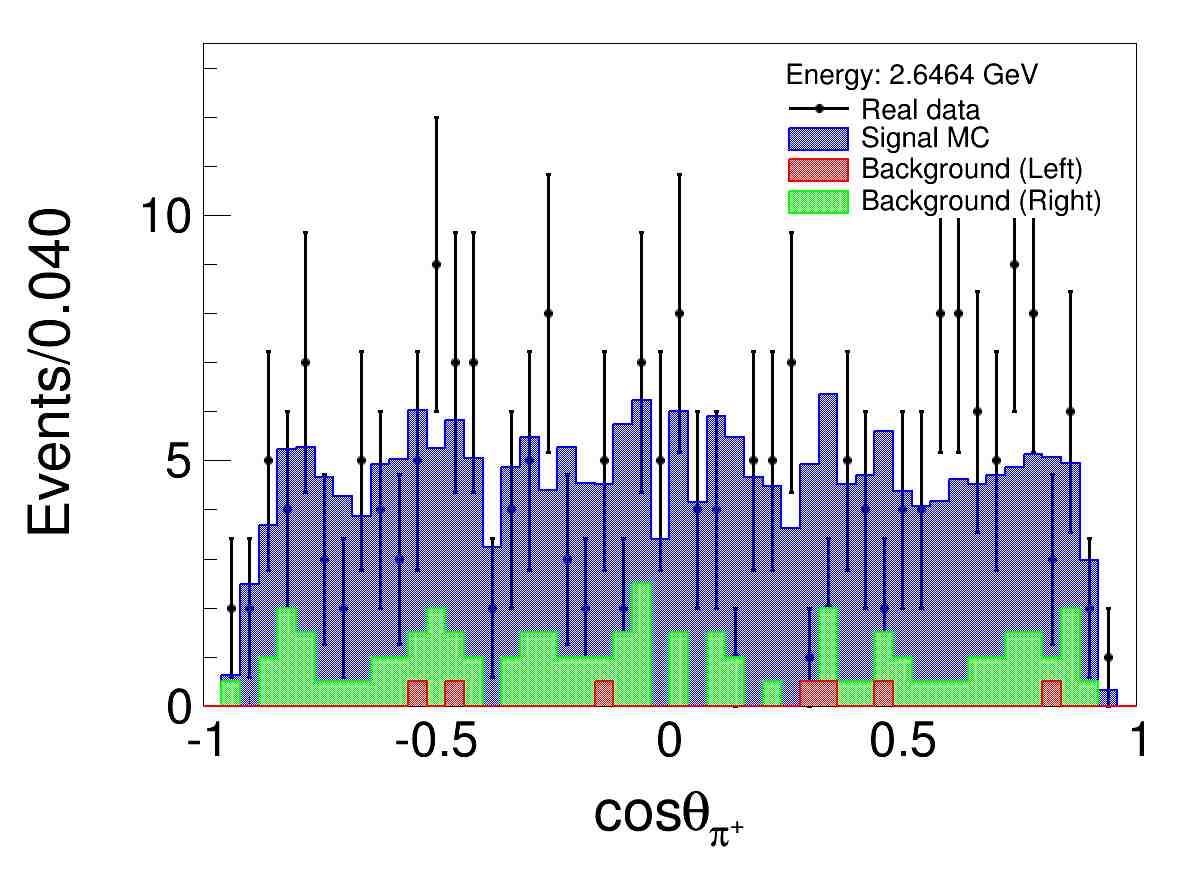 Energy: 2.6464 GeV
Real data
Signal MC
Background (Left)
Background (Right)
Events/0.040
10
5
0
-1
-0.5
0
0.5
1
cosθπ+